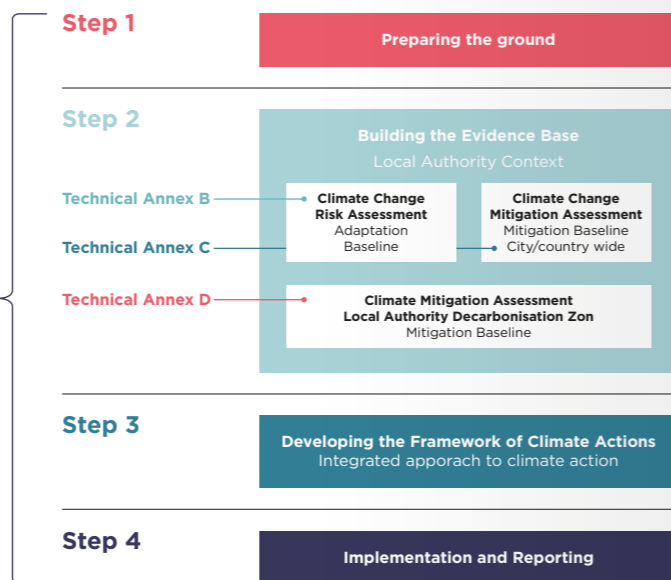 Step 1
Preparing the ground
Step 2
Building the Evidence Base
Local Authority Context
Technical Annex B
Climate Change
Risk Assessment
Adaptation
Baseline
Climate Change
Mitigation Assessment
Mitigation Baseline
City/country wide
Technical Annex C
Technical Annex D
Climate Mitigation Assessment
Local Authority Decarbonisation Zon
Mitigation Baseline
Step 3
Developing the Framework of Climate Actions
Integrated apporach to climate action
Step 4
Implementation and Reporting